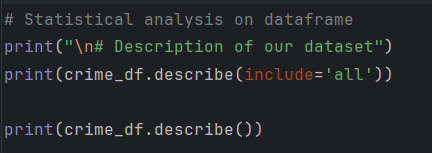 # Statistical analysis on dataframe
print("\n# Description of our dataset")
print(crime_df.describe(include='all'))
print(crime_df.describe())